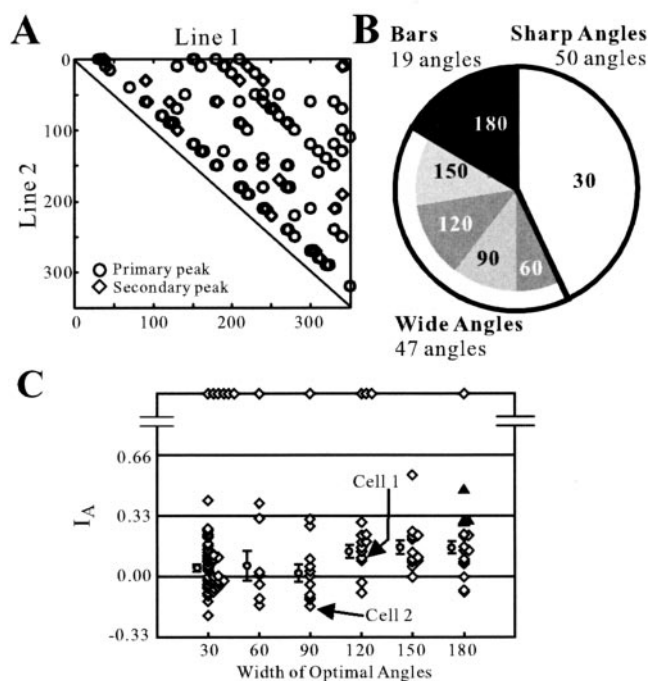 A
Line 1
0
100
200
300
Line 2
0
100
200
300
Primary peak
Secondary peak
B
Bars
19 angles
Sharp Angles
50 angles
180
150
120
90
60
30
Wide Angles
47 angles
C
0.66
0.33
0.00
-0.33
I_A
Cell 1
Cell 2
30
60
90
120
150
180
Width of Optimal Angles